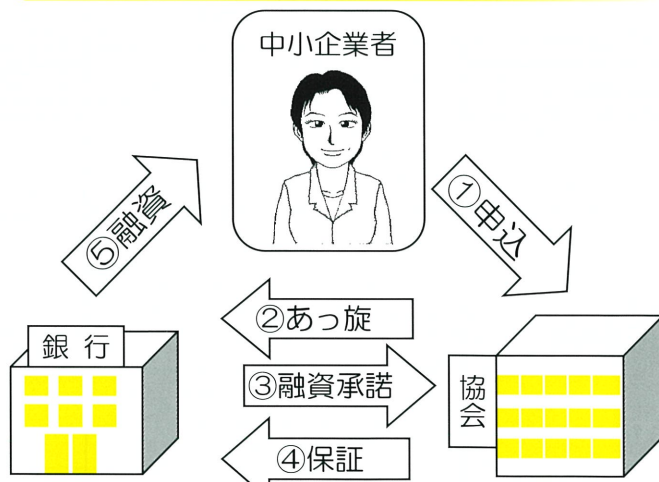 中小企業者
①申込
⑤融資
②あっ旋
銀行
③融資承諾
協会
④保証